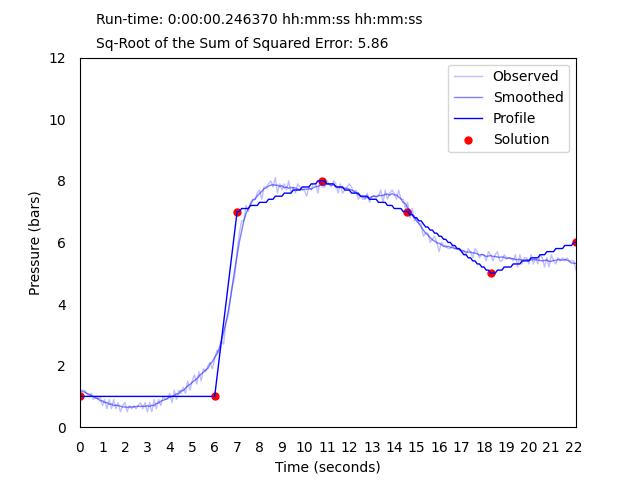 Run-time: 0:00:00.246370 hh:mm:ss hh:mm:ss
Sq-Root of the Sum of Squared Error: 5.86
12
10
8
6
4
2
0
Pressure (bars)
Observed
Smoothed
Profile
Solution
0 1 2 3 4 5 6 7 8 9 10 11 12 13 14 15 16 17 18 19 20 21 22
Time (seconds)